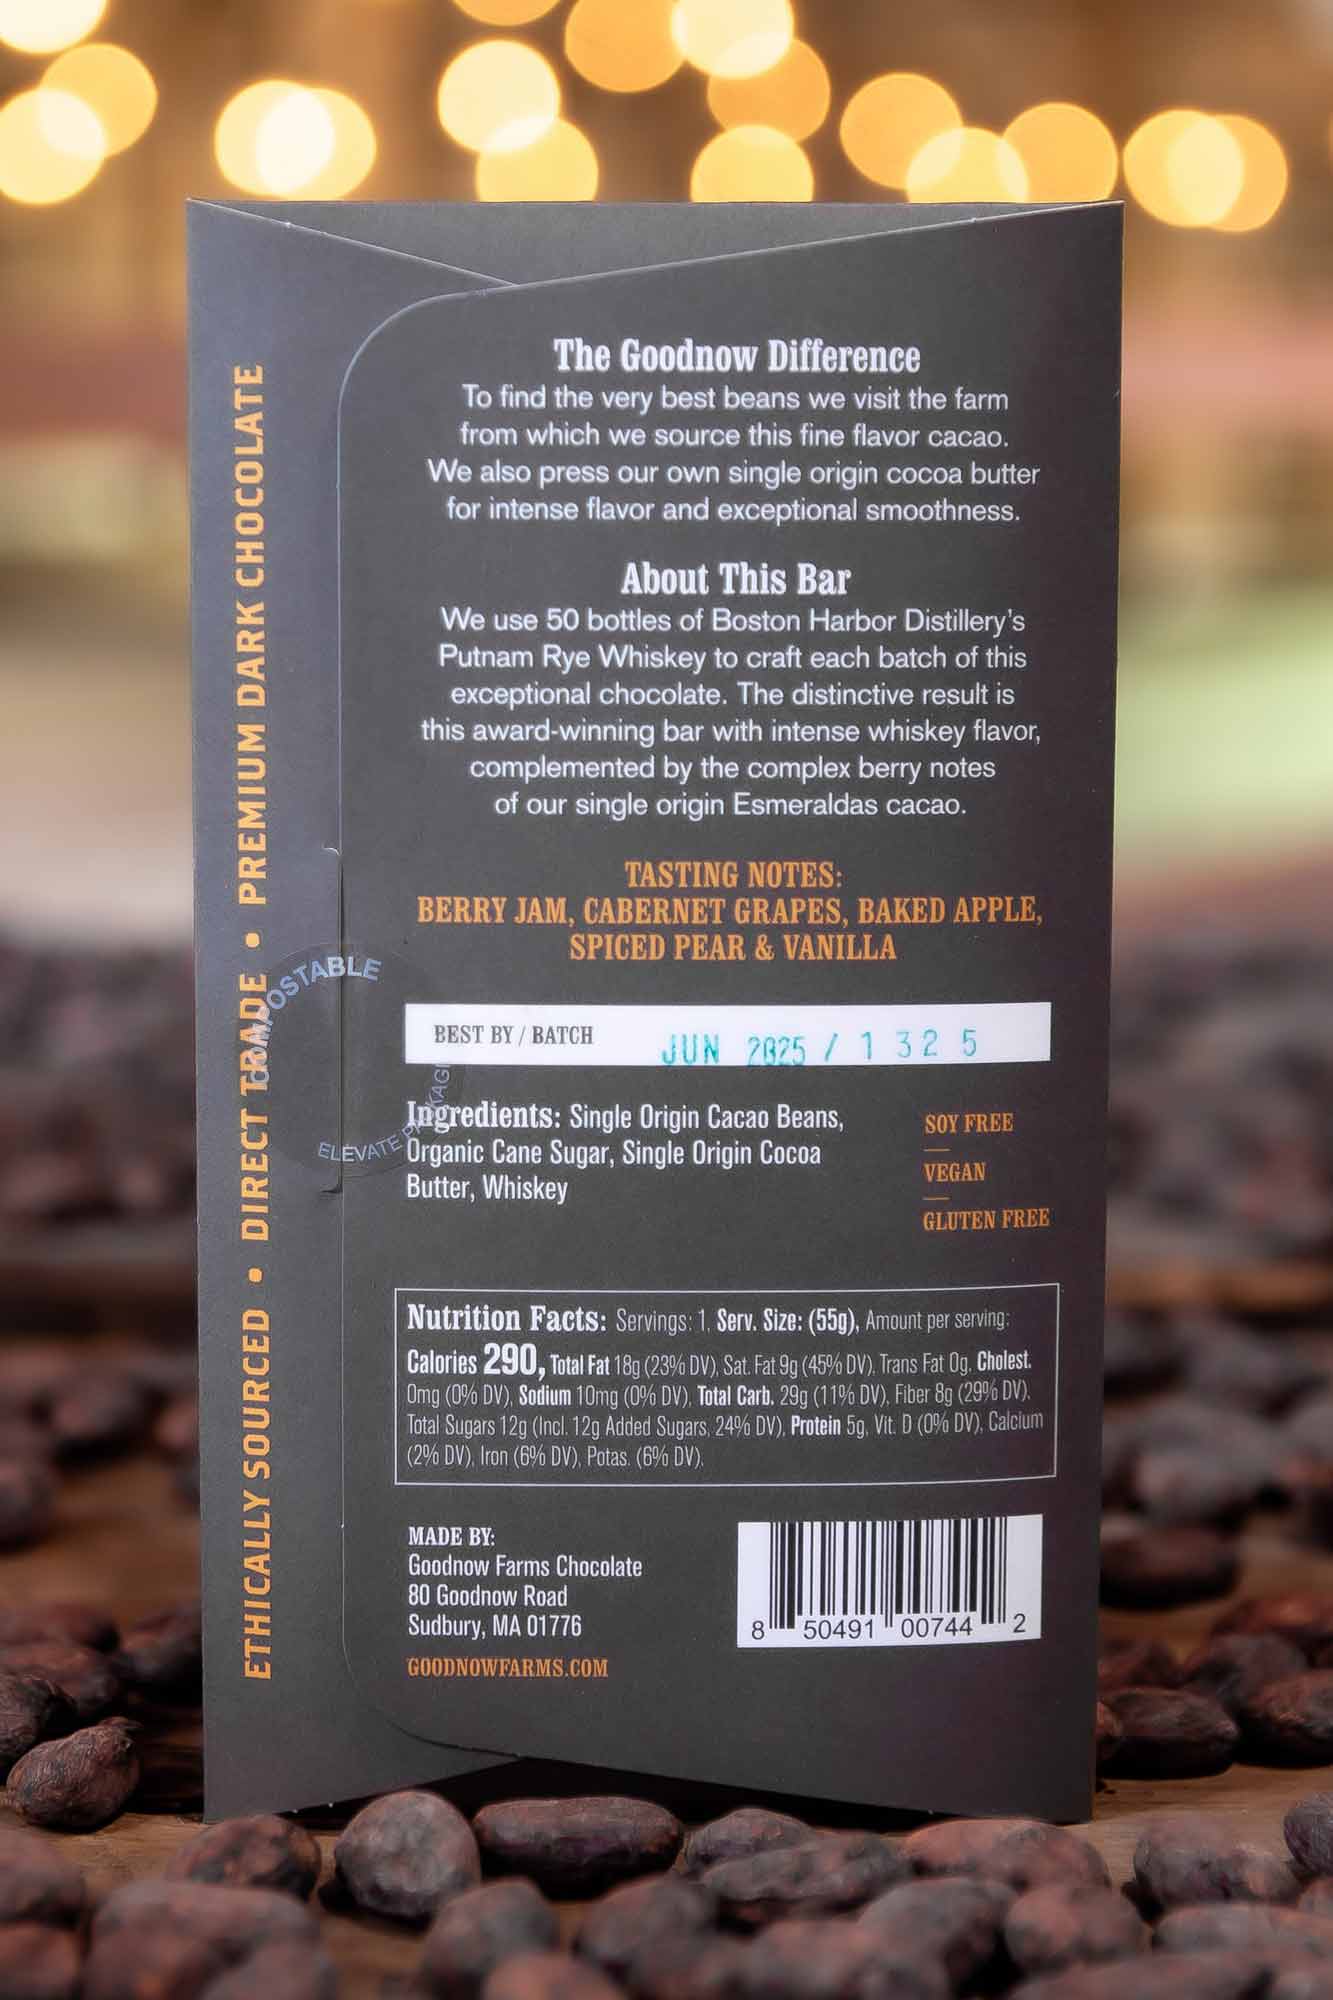 The Goodnow Difference
To find the very best beans we visit the farm
from which we source this fine flavor cacao.
We also press our own single origin cocoa butter
for intense flavor and exceptional smoothness.
About This Bar
We use 50 bottles of Boston Harbor Distillery's
Putnam Rye Whiskey to craft each batch of this
exceptional chocolate. The distinctive result is
this award-winning bar with intense whiskey flavor,
complemented by the complex berry notes
of our single origin Esmeraldas cacao.
TASTING NOTES:
BERRY JAM, CABERNET GRAPES, BAKED APPLE,
SPICED PEAR & VANILLA
BEST BY / BATCH JUN 2025 / 1325
Ingredients: Single Origin Cacao Beans,
Organic Cane Sugar, Single Origin Cocoa
Butter, Whiskey
SOY FREE
VEGAN
GLUTEN FREE
Nutrition Facts: Servings: 1, Serv. Size: (55g), Amount per serving:
Calories 290, Total Fat 18g (23% DV), Sat. Fat 9g (45% DV), Trans Fat 0g, Cholest.
0mg (0% DV), Sodium 10mg (0% DV), Total Carb. 29g (11% DV), Fiber 8g (29% DV),
Total Sugars 12g (Incl. 12g Added Sugars, 24% DV), Protein 5g, Vit. D (0% DV), Calcium
(2% DV), Iron (6% DV), Potas. (6% DV).
MADE BY:
Goodnow Farms Chocolate
80 Goodnow Road
Sudbury, MA 01776
GOODNOWFARMS.COM
8 50491 00744 2
ETHICALLY SOURCED • DIRECT TRADE • PREMIUM DARK CHOCOLATE
COMPOSTABLE
ELEVATE